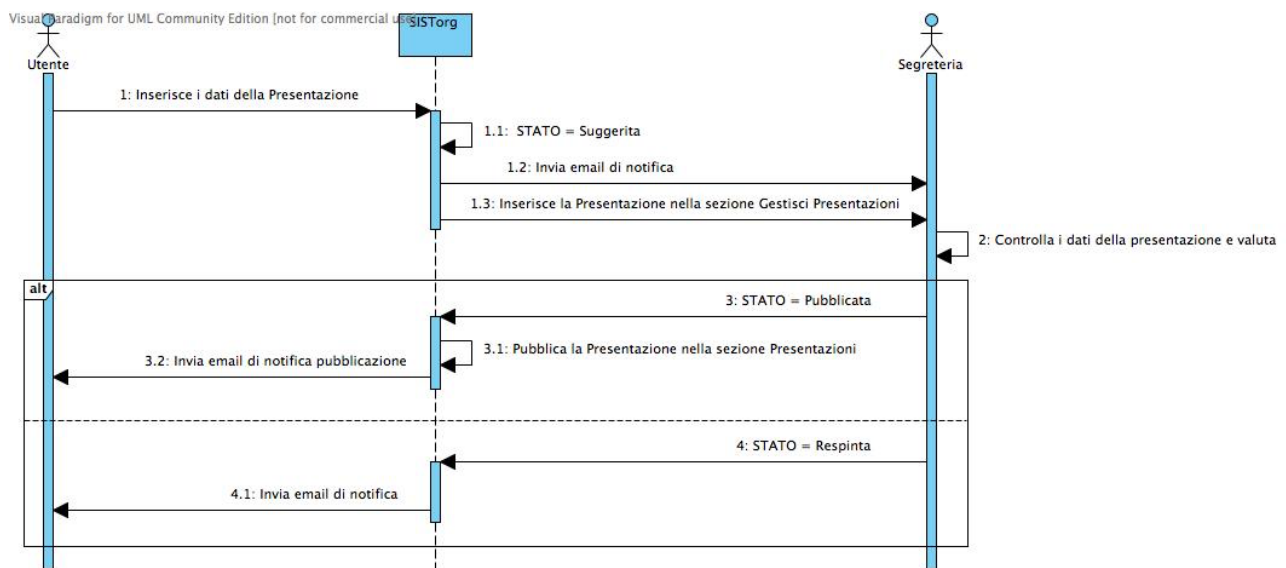 Visual Paradigm for UML Community Edition [not for commercial use]
SISTorg
Utente
Segreteria
1: Inserisce i dati della Presentazione
1.1: STATO = Suggerita
1.2: Invia email di notifica
1.3: Inserisce la Presentazione nella sezione Gestisci Presentazioni
2: Controlla i dati della presentazione e valuta
alt
3: STATO = Pubblicata
3.1: Pubblica la Presentazione nella sezione Presentazioni
3.2: Invia email di notifica pubblicazione
4: STATO = Respinta
4.1: Invia email di notifica